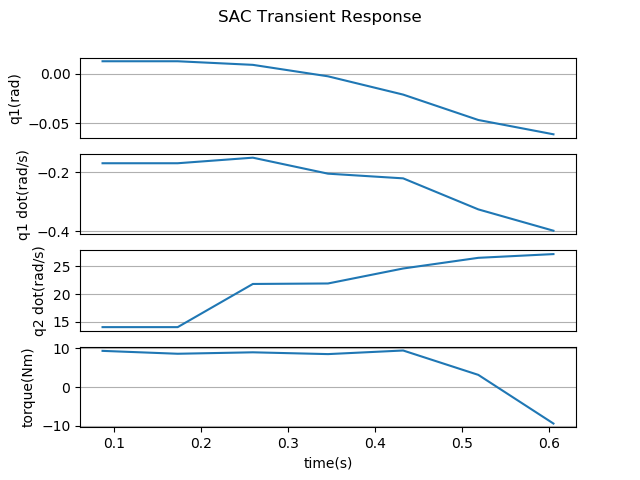 SAC Transient Response
q1(rad)
0.00
−0.05
q1 dot(rad/s)
−0.2
−0.4
q2 dot(rad/s)
25
20
15
torque(Nm)
10
0
−10
0.1 0.2 0.3 0.4 0.5 0.6
time(s)